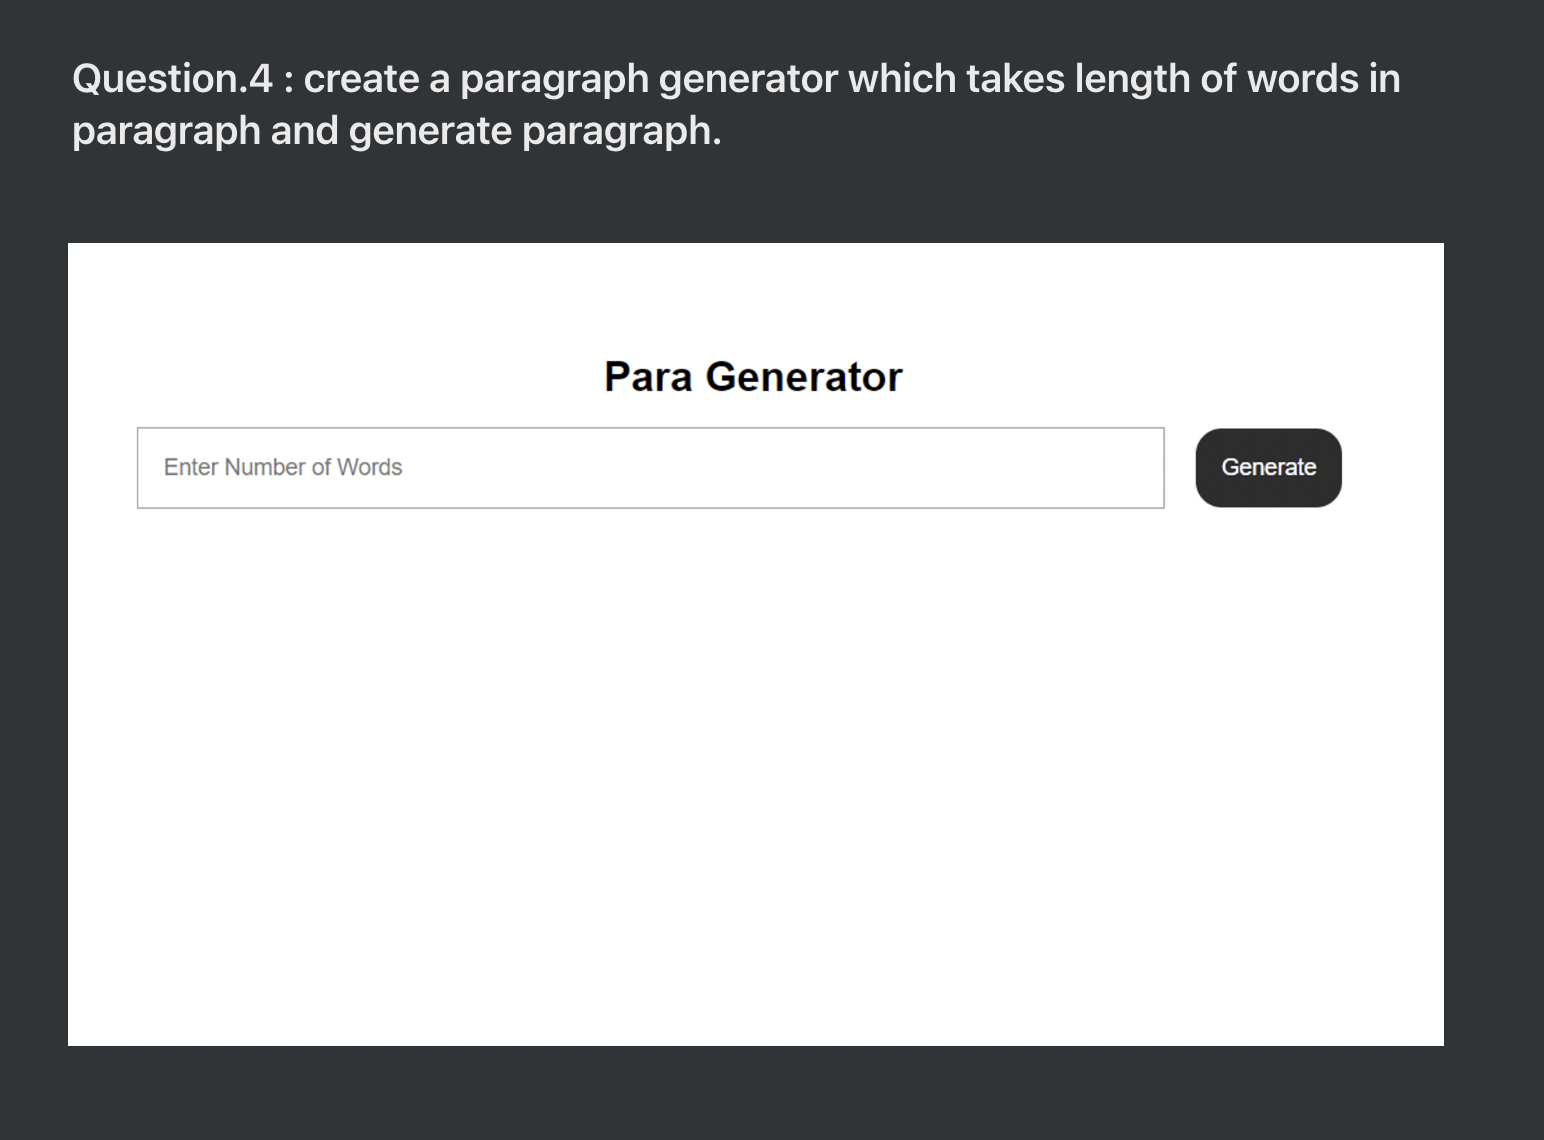 Question.4 : create a paragraph generator which takes length of words in
paragraph and generate paragraph.
Para Generator
Enter Number of Words
Generate